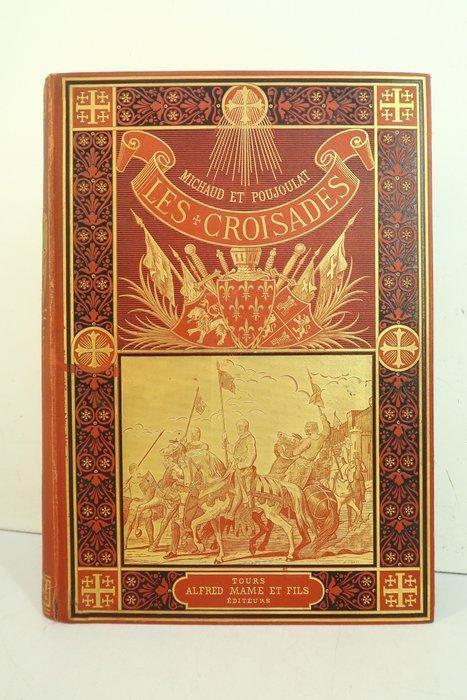 MICHAUD ET POUJOULAT
LES CROISADES
TOURS
ALFRED MAME ET FILS
ÉDITEURS